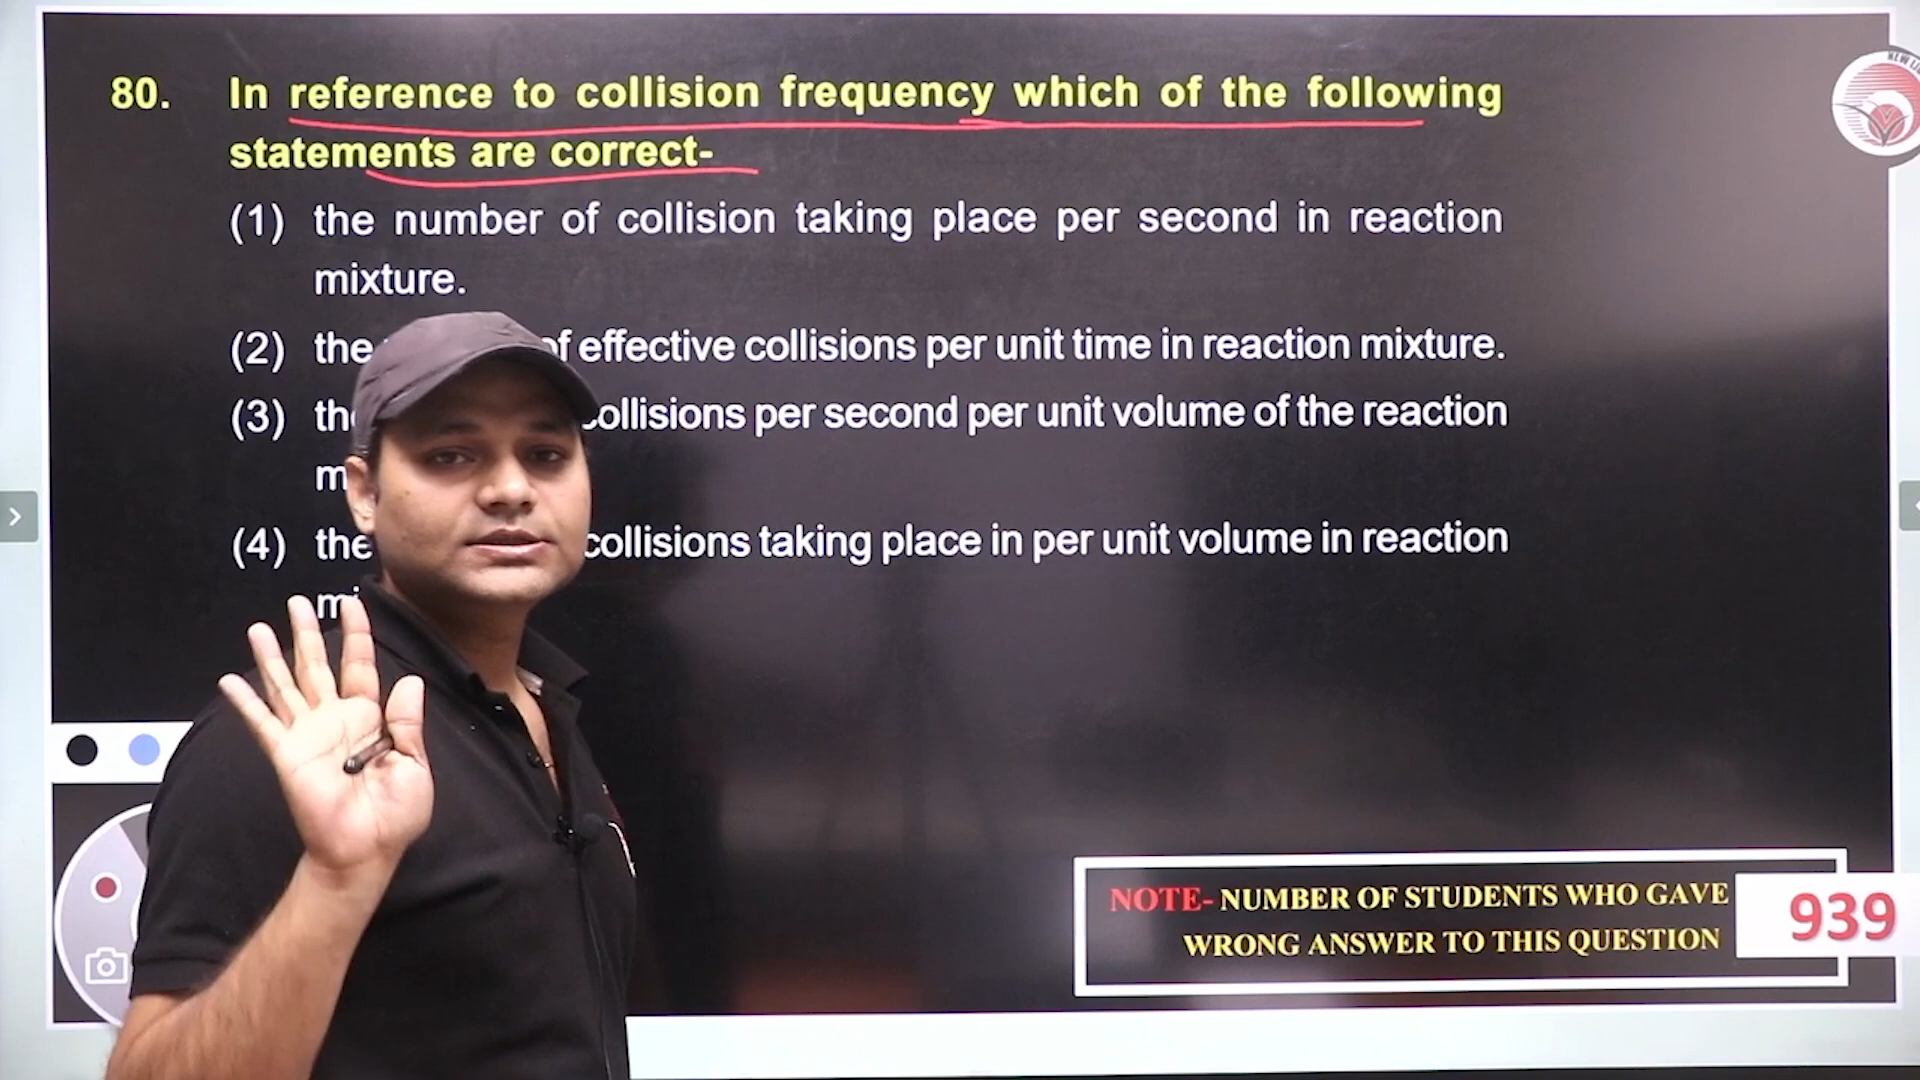 80. In reference to collision frequency which of the following
statements are correct-
(1) the number of collision taking place per second in reaction
mixture.
(2) the of effective collisions per unit time in reaction mixture.
(3) collisions per second per unit volume of the reaction
(4) the collisions taking place in per unit volume in reaction
NOTE- NUMBER OF STUDENTS WHO GAVE
WRONG ANSWER TO THIS QUESTION
939